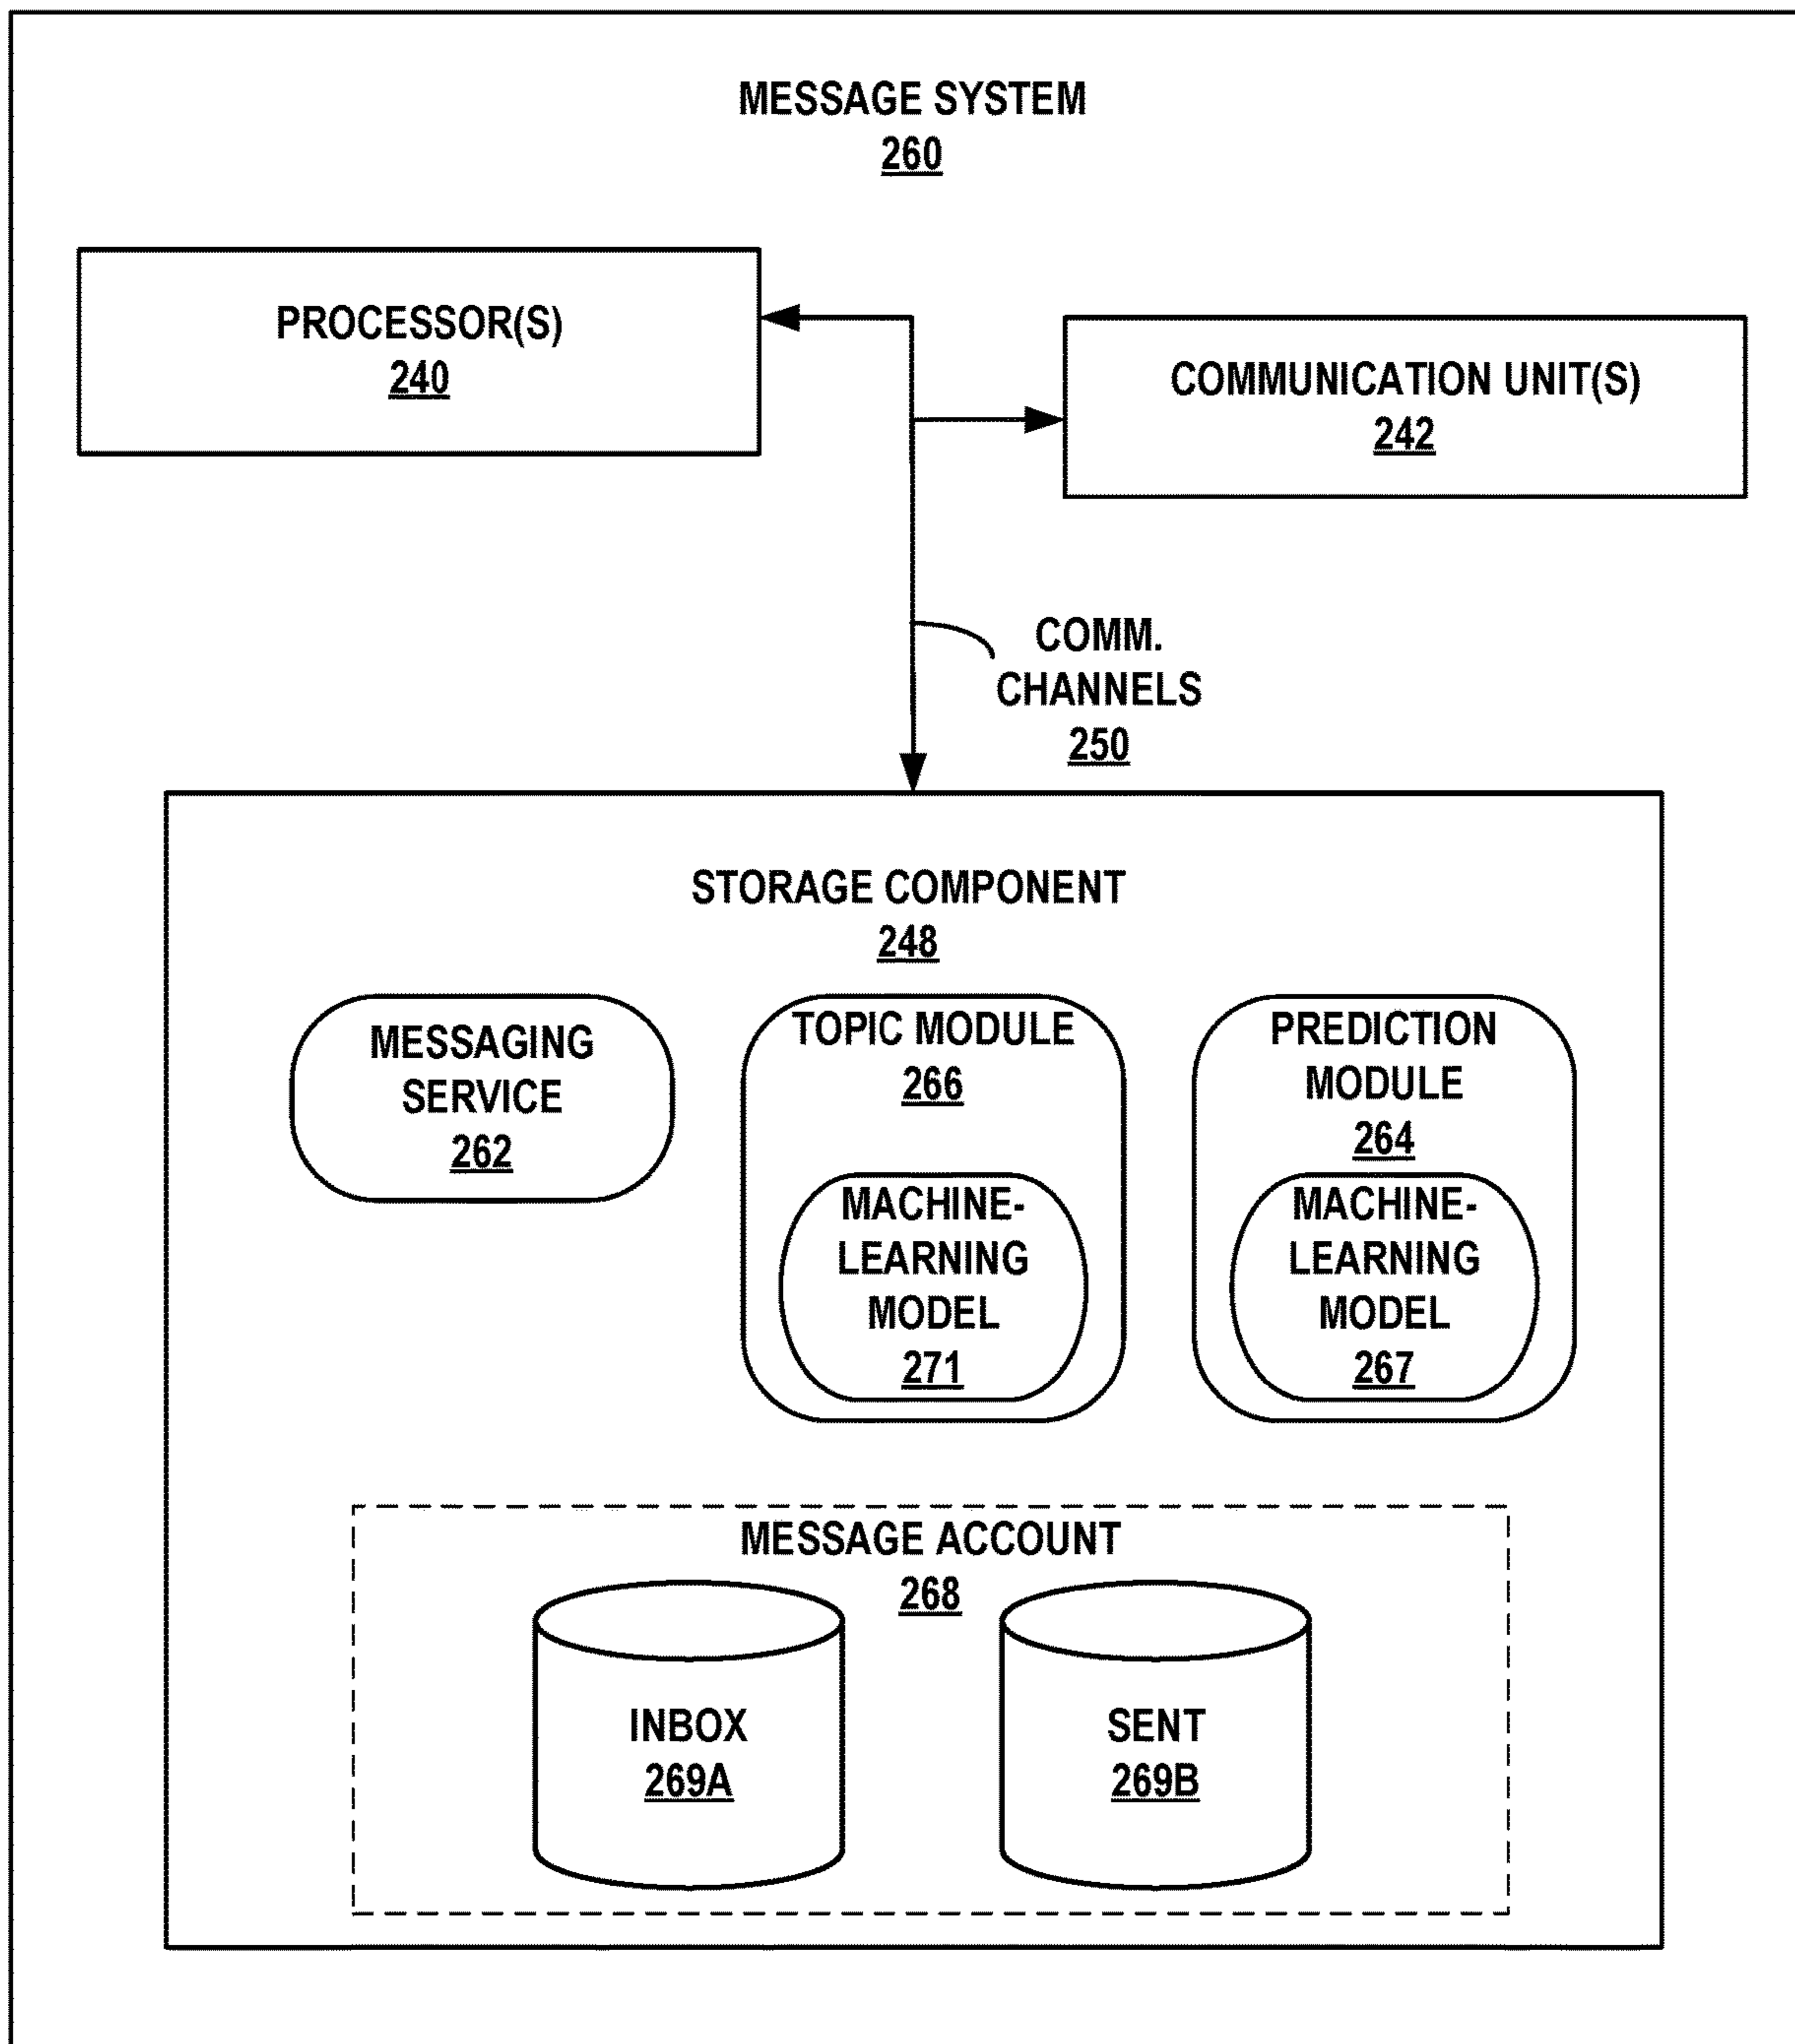 MESSAGE SYSTEM
260
PROCESSOR(S)
240
COMMUNICATION UNIT(S)
242
COMM.
CHANNELS
250
STORAGE COMPONENT
248
MESSAGING
SERVICE
262
TOPIC MODULE
266
MACHINE-
LEARNING
MODEL
271
PREDICTION
MODULE
264
MACHINE-
LEARNING
MODEL
267
MESSAGE ACCOUNT
268
INBOX
269A
SENT
269B